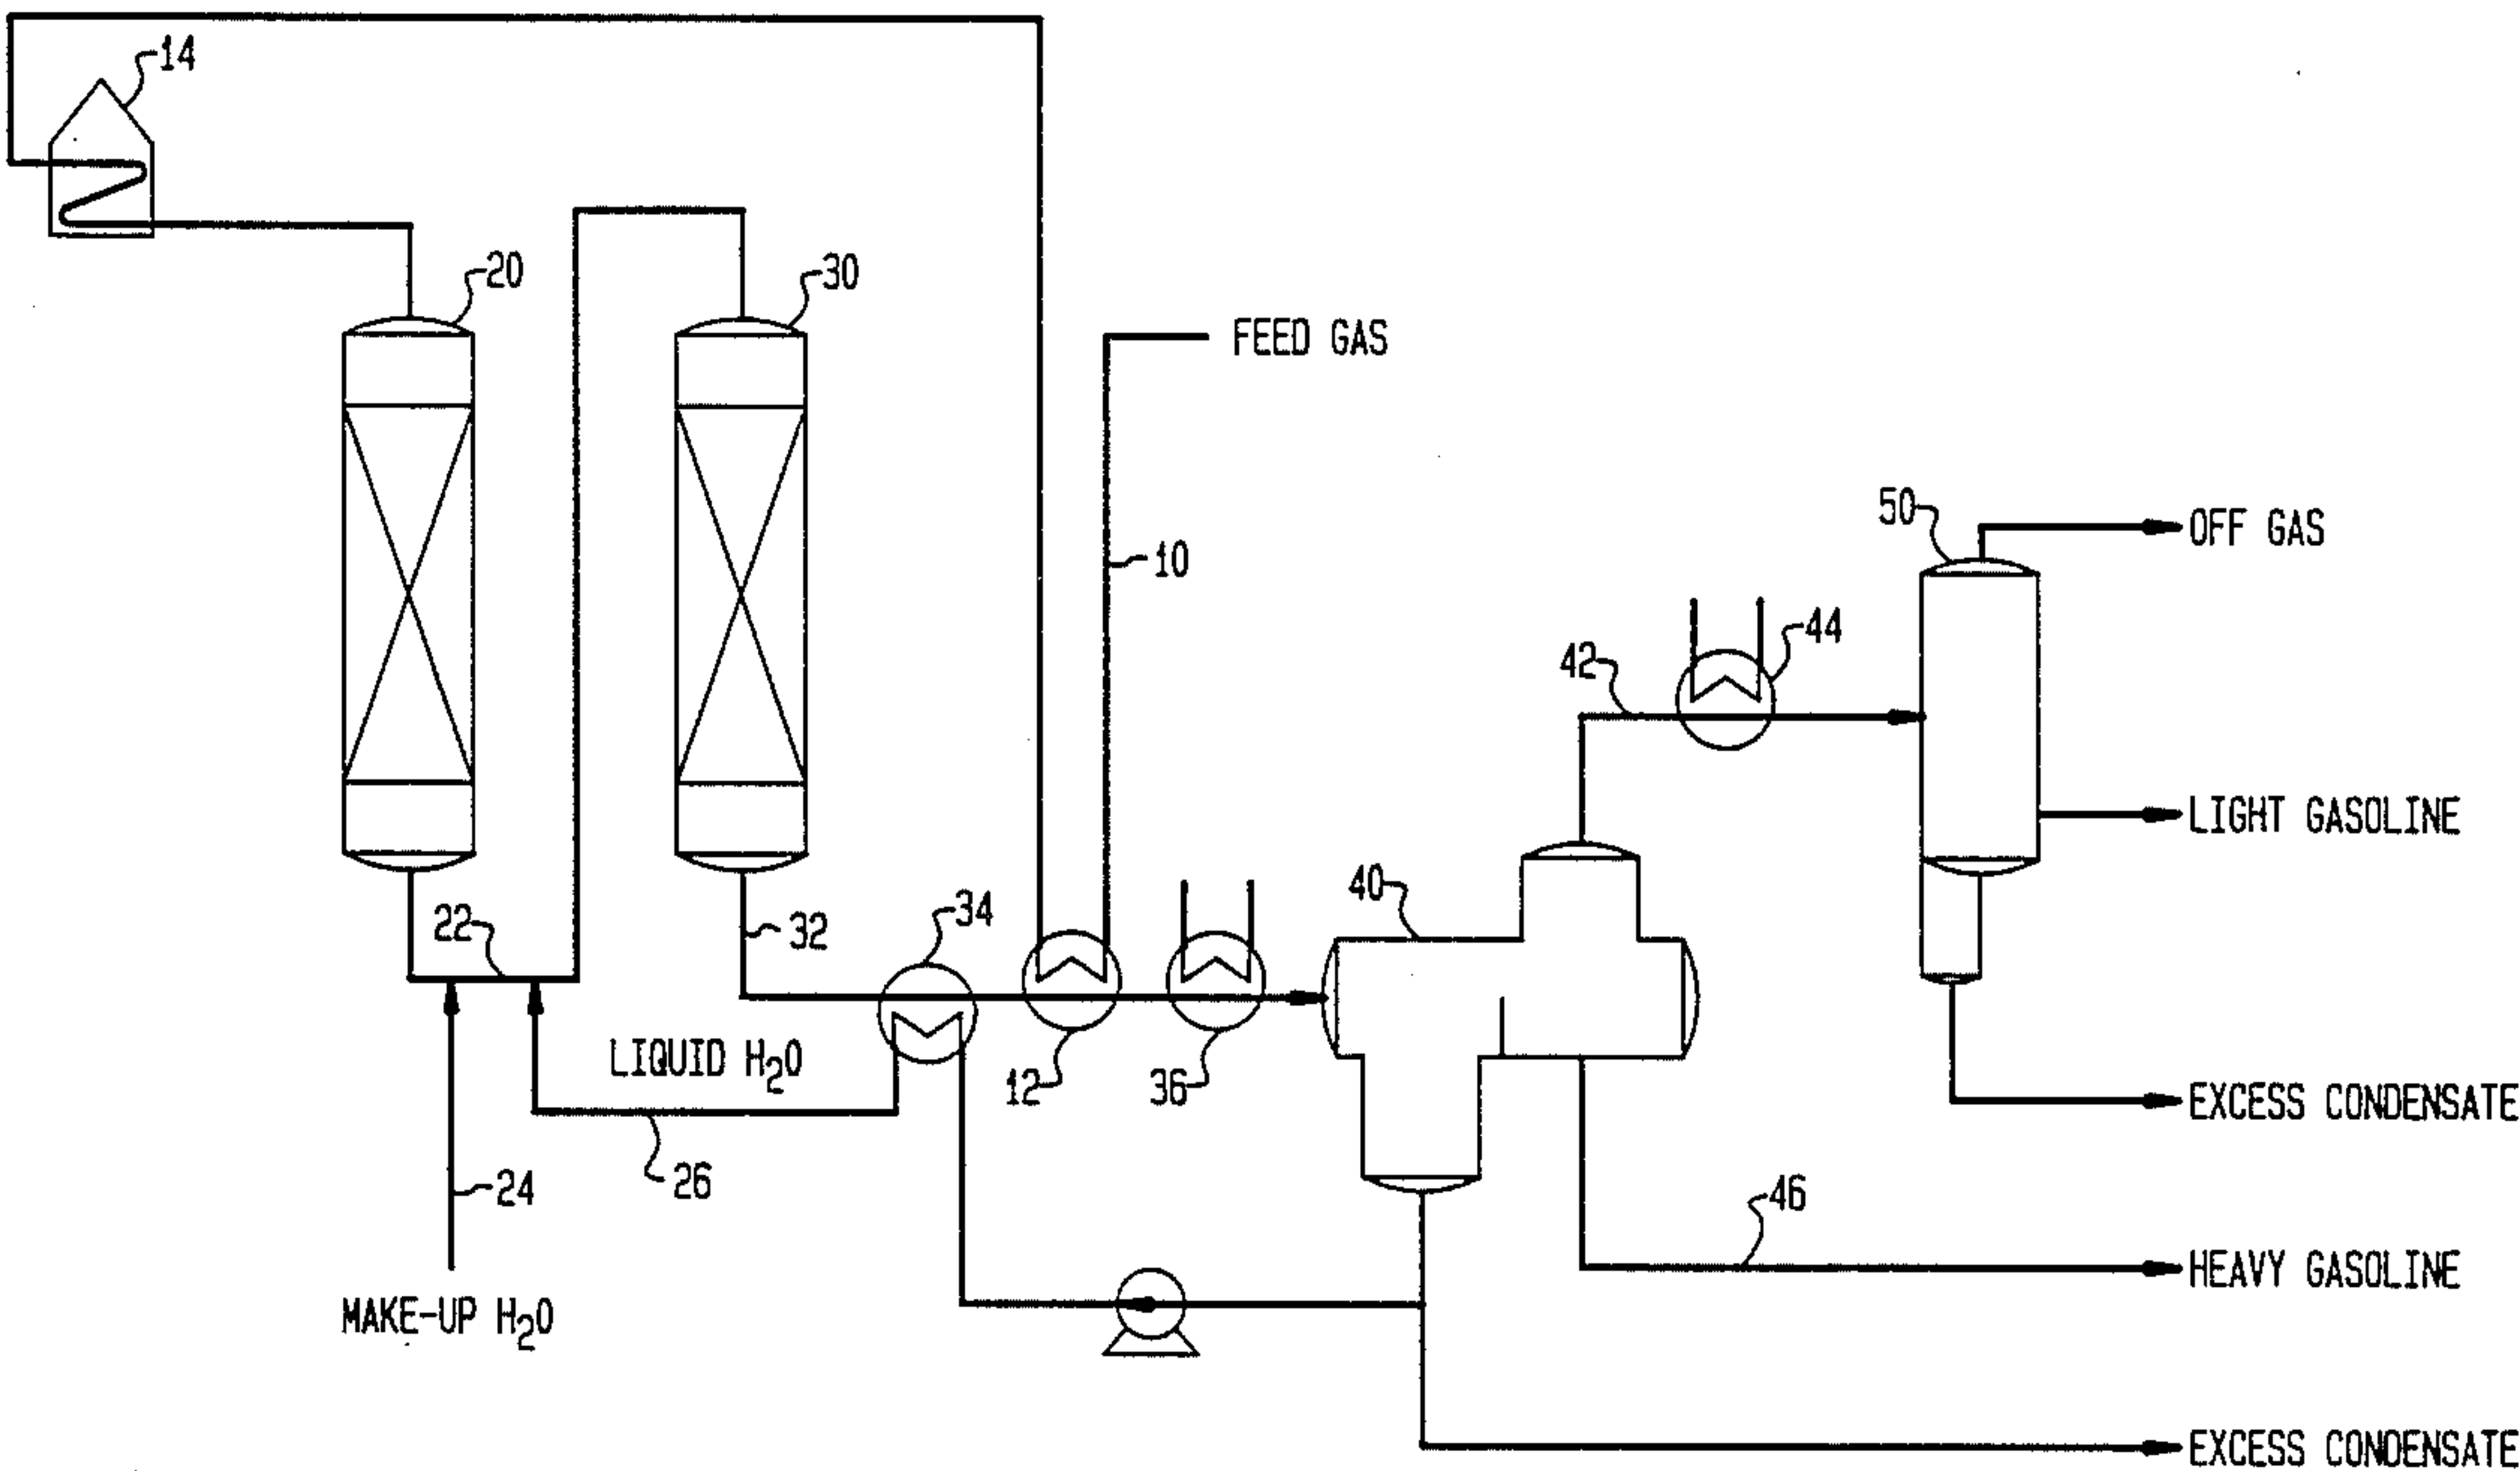 14
20
30
FEED GAS
10
50
OFF GAS
44
42
LIGHT GASOLINE
40
34
22
32
LIQUID H2O
12
36
EXCESS CONDENSATE
26
24
46
HEAVY GASOLINE
MAKE-UP H2O
EXCESS CONDENSATE